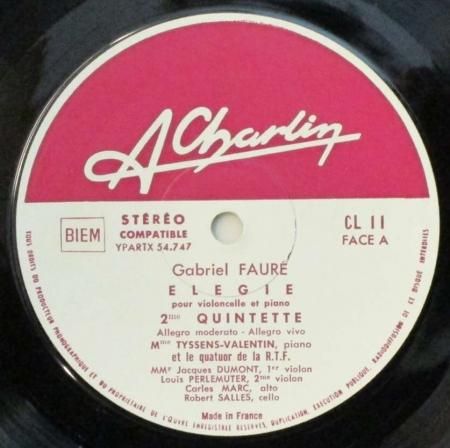 A Charlin
BIEM
STÉRÉO
COMPATIBLE
YPARTX 54.747
CL 11
FACE A
Gabriel FAURÉ
ELEGIE
pour violoncelle et piano
2ème QUINTETTE
Allegro moderato - Allegro vivo
Mme TYSSENS-VALENTIN, piano
et le quatuor de la R.T.F.
MMrs Jacques DUMONT, 1er violon
Louis PERLEMUTER, 2me violon
Carles MARC, alto
Robert SALLES, cello
Made in France
TOUS DROITS DU PRODUCTEUR PHONOGRAPHIQUE ET DU PROPRIÉTAIRE DE L'ŒUVRE ENREGISTRÉE RÉSERVÉS, DUPLICATION, EXÉCUTION PUBLIQUE, RADIODIFFUSION DE CE DISQUE INTERDITES